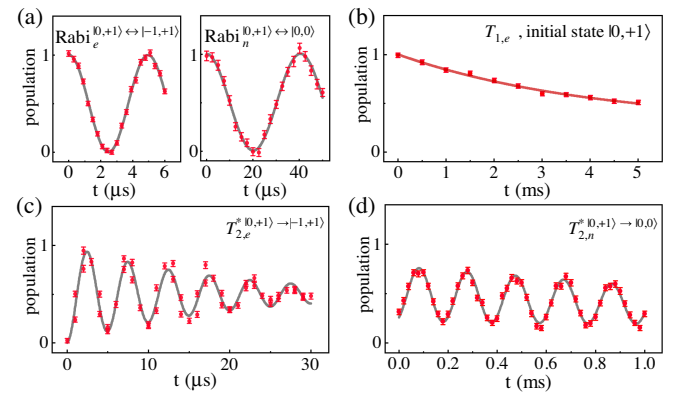 (a)
Rabi_e^{|0,+1⟩↔|−1,+1⟩}
Rabi_n^{|0,+1⟩↔|0,0⟩}
population
1
0
0 2 4 6
t (μs)
0 20 40
t (μs)
(b)
T_{1,e} , initial state |0,+1⟩
population
1
0
0 1 2 3 4 5
t (ms)
(c)
T^*_{2,e} ^{|0,+1⟩→|−1,+1⟩}
population
1
0
0 10 20 30
t (μs)
(d)
T^*_{2,n} ^{|0,+1⟩→|0,0⟩}
population
1
0
0.0 0.2 0.4 0.6 0.8 1.0
t (ms)